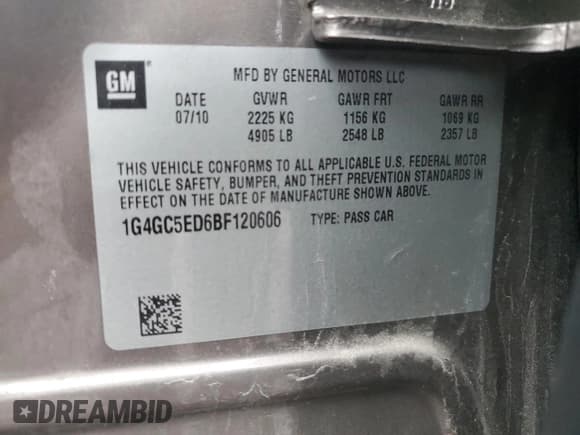 GM
MFD BY GENERAL MOTORS LLC
DATE GVWR GAWR FRT GAWR RR
07/10 2225 KG 1156 KG 1069 KG
4905 LB 2548 LB 2357 LB
THIS VEHICLE CONFORMS TO ALL APPLICABLE U.S. FEDERAL MOTOR
VEHICLE SAFETY, BUMPER, AND THEFT PREVENTION STANDARDS IN
EFFECT ON THE DATE OF MANUFACTURE SHOWN ABOVE.
1G4GC5ED6BF120606 TYPE: PASS CAR
DREAMBID